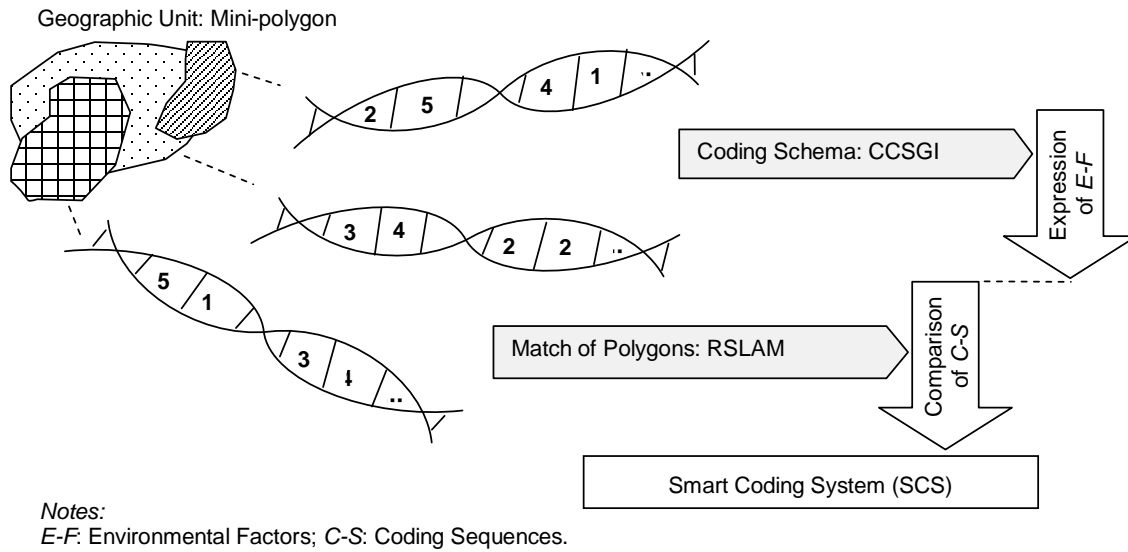 Geographic Unit: Mini-polygon
2 5 4 1 ..
Coding Schema: CCSGI
Expression
of E-F
3 4 2 2 ..
5 1 3 ..
Match of Polygons: RSLAM
Comparison
of C-S
Smart Coding System (SCS)
Notes:
E-F: Environmental Factors; C-S: Coding Sequences.